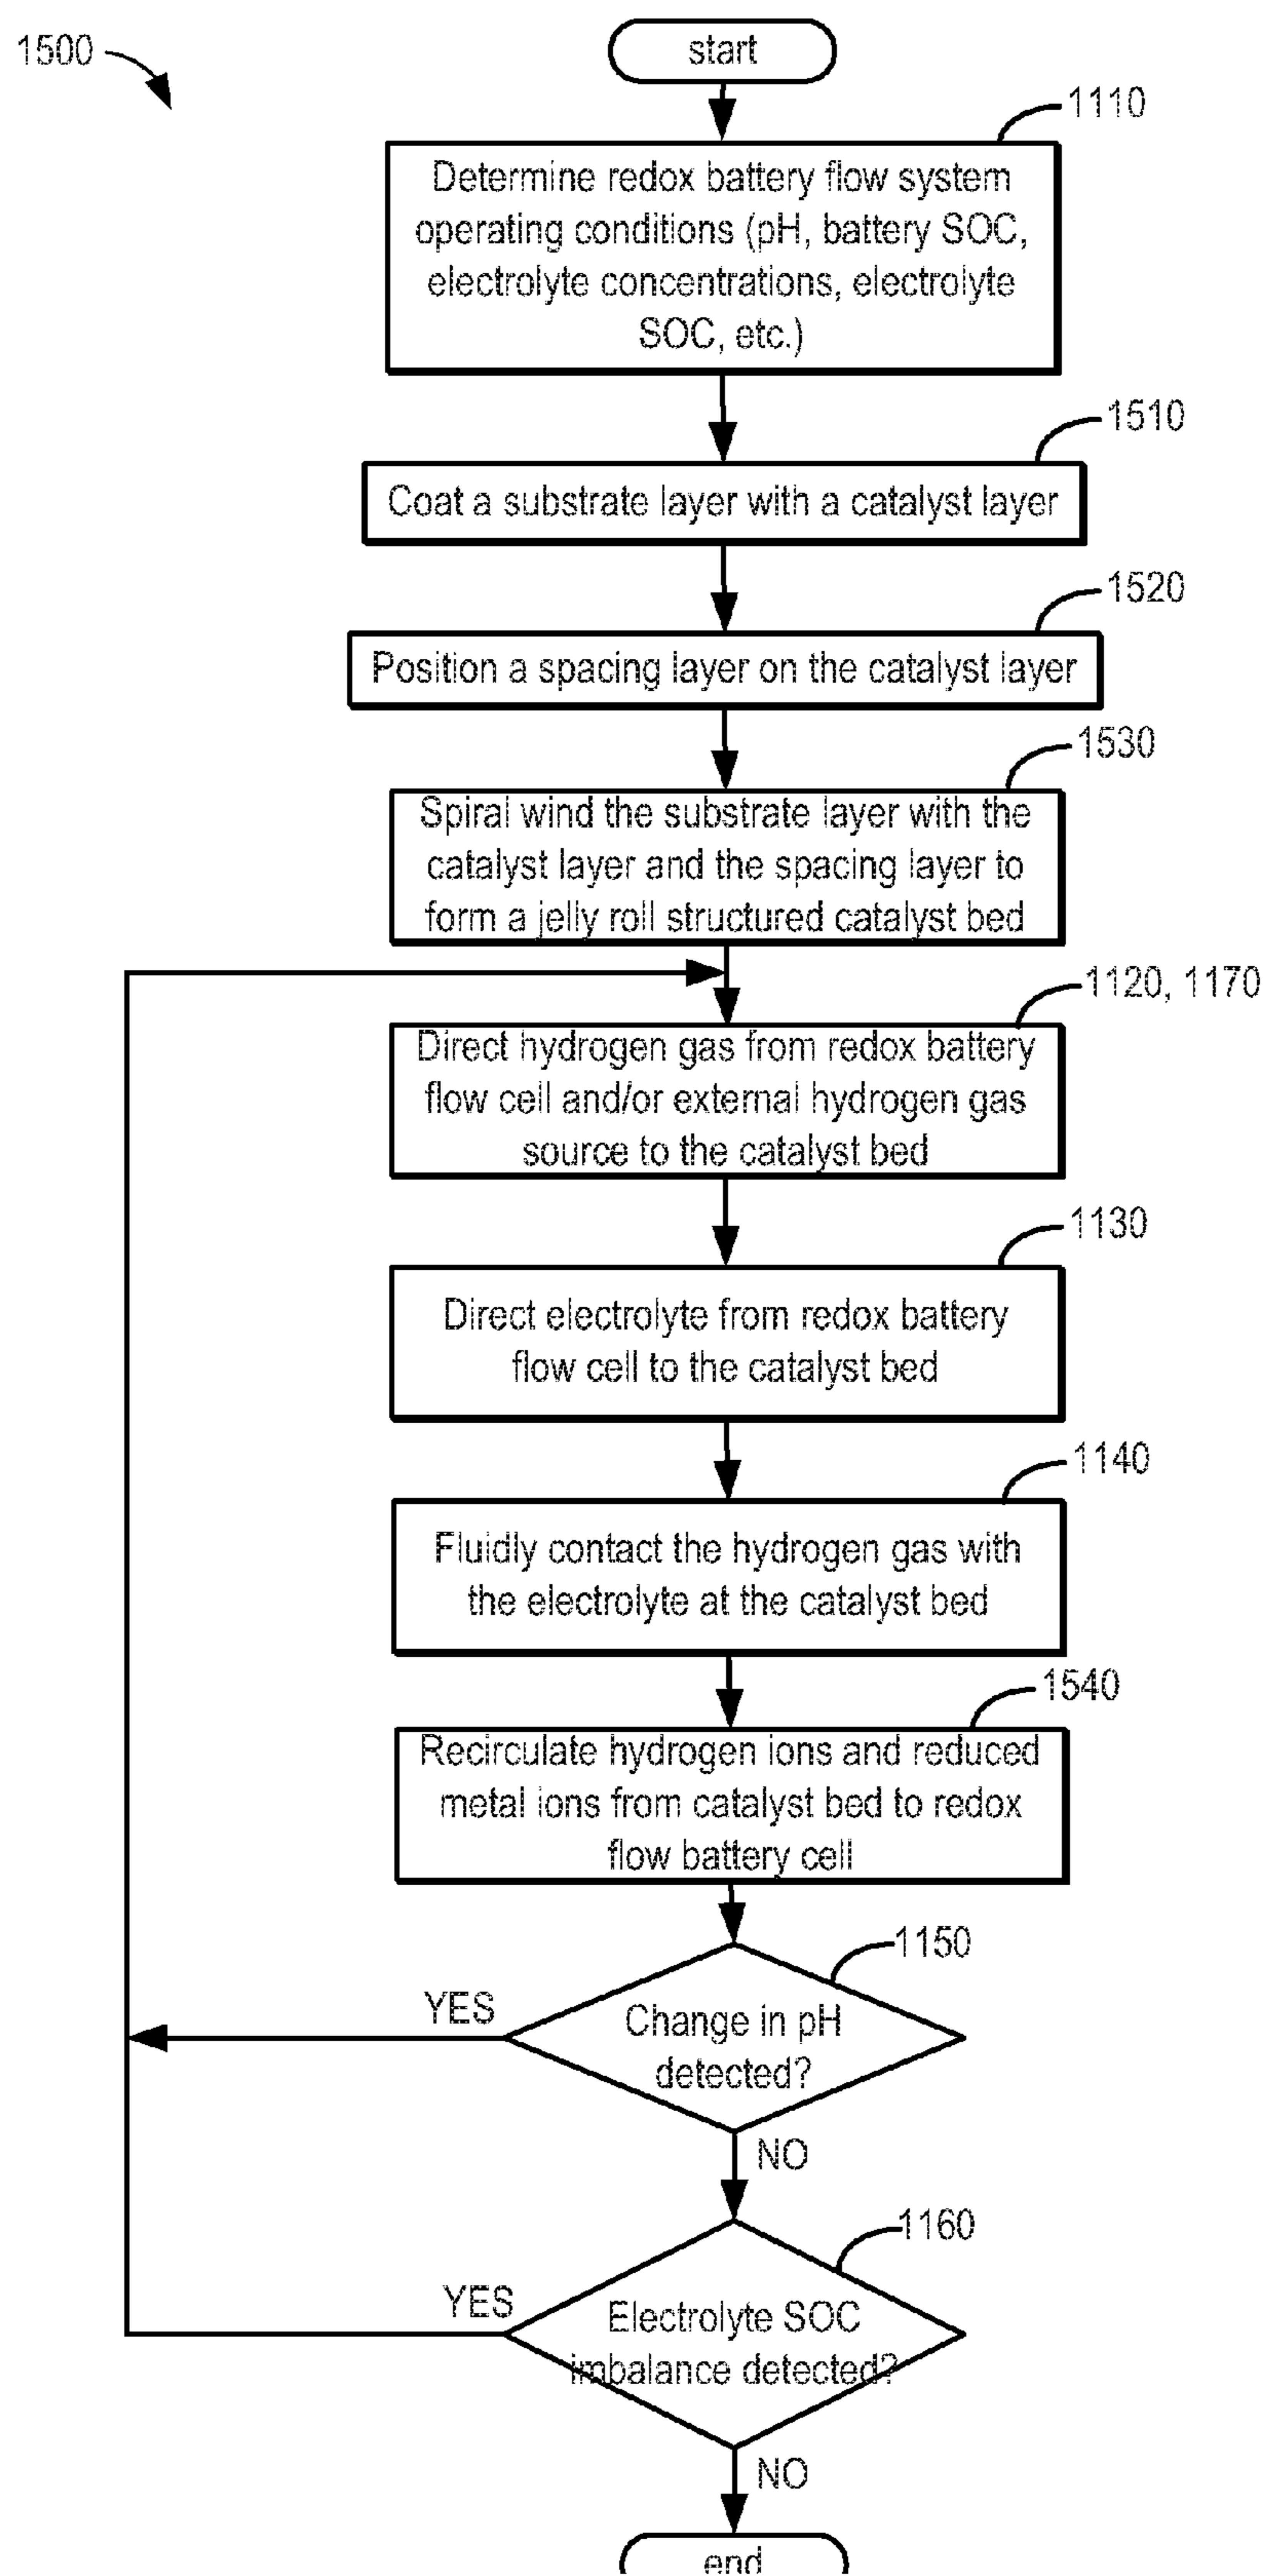 1500
start
1110
Determine redox battery flow system
operating conditions (pH, battery SOC,
electrolyte concentrations, electrolyte
SOC, etc.)
1510
Coat a substrate layer with a catalyst layer
1520
Position a spacing layer on the catalyst layer
1530
Spiral wind the substrate layer with the
catalyst layer and the spacing layer to
form a jelly roll structured catalyst bed
1120, 1170
Direct hydrogen gas from redox battery
flow cell and/or external hydrogen gas
source to the catalyst bed
1130
Direct electrolyte from redox battery
flow cell to the catalyst bed
1140
Fluidly contact the hydrogen gas with
the electrolyte at the catalyst bed
1540
Recirculate hydrogen ions and reduced
metal ions from catalyst bed to redox
flow battery cell
1150
YES
Change in pH
detected?
NO
1160
YES
Electrolyte SOC
imbalance detected?
NO
end